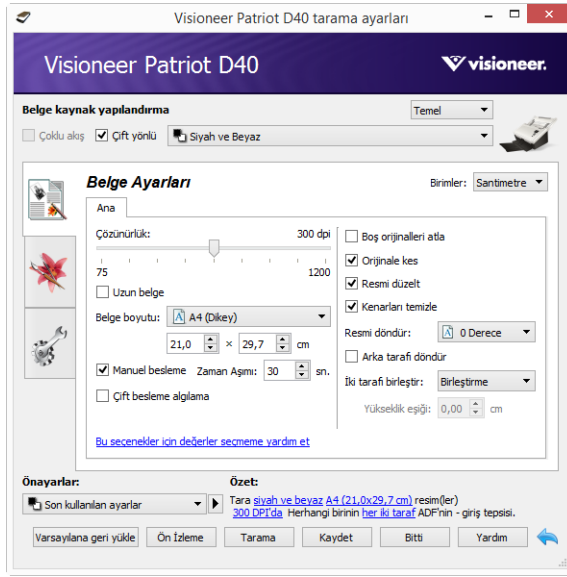 Visioneer Patriot D40 tarama ayarları
Visioneer Patriot D40
visioneer.
Belge kaynak yapılandırma
Temel
Çoklu akış
Çift yönlü
Siyah ve Beyaz
Belge Ayarları
Birimler: Santimetre
Ana
Çözünürlük: 300 dpi
75 1200
Uzun belge
Belge boyutu: A4 (Dikey)
21,0 × 29,7 cm
Manuel besleme Zaman Aşımı: 30 sn.
Çift besleme algılama
Bu seçenekler için değerler seçmeme yardım et
Boş orijinalleri atla
Orijinale kes
Resmi düzelt
Kenarları temizle
Resmi döndür: 0 Derece
Arka tarafı döndür
İki tarafı birleştir: Birleştirme
Yükseklik eşiği: 0,00 cm
Önayarlar:
Son kullanılan ayarlar
Özet:
Tara siyah ve beyaz A4 (21,0x29,7 cm) resim(ler)
300 DPI'da Herhangi birinin her iki taraf ADF'nin - giriş tepsisi.
Varsayılana geri yükle
Ön İzleme
Tarama
Kaydet
Bitti
Yardım